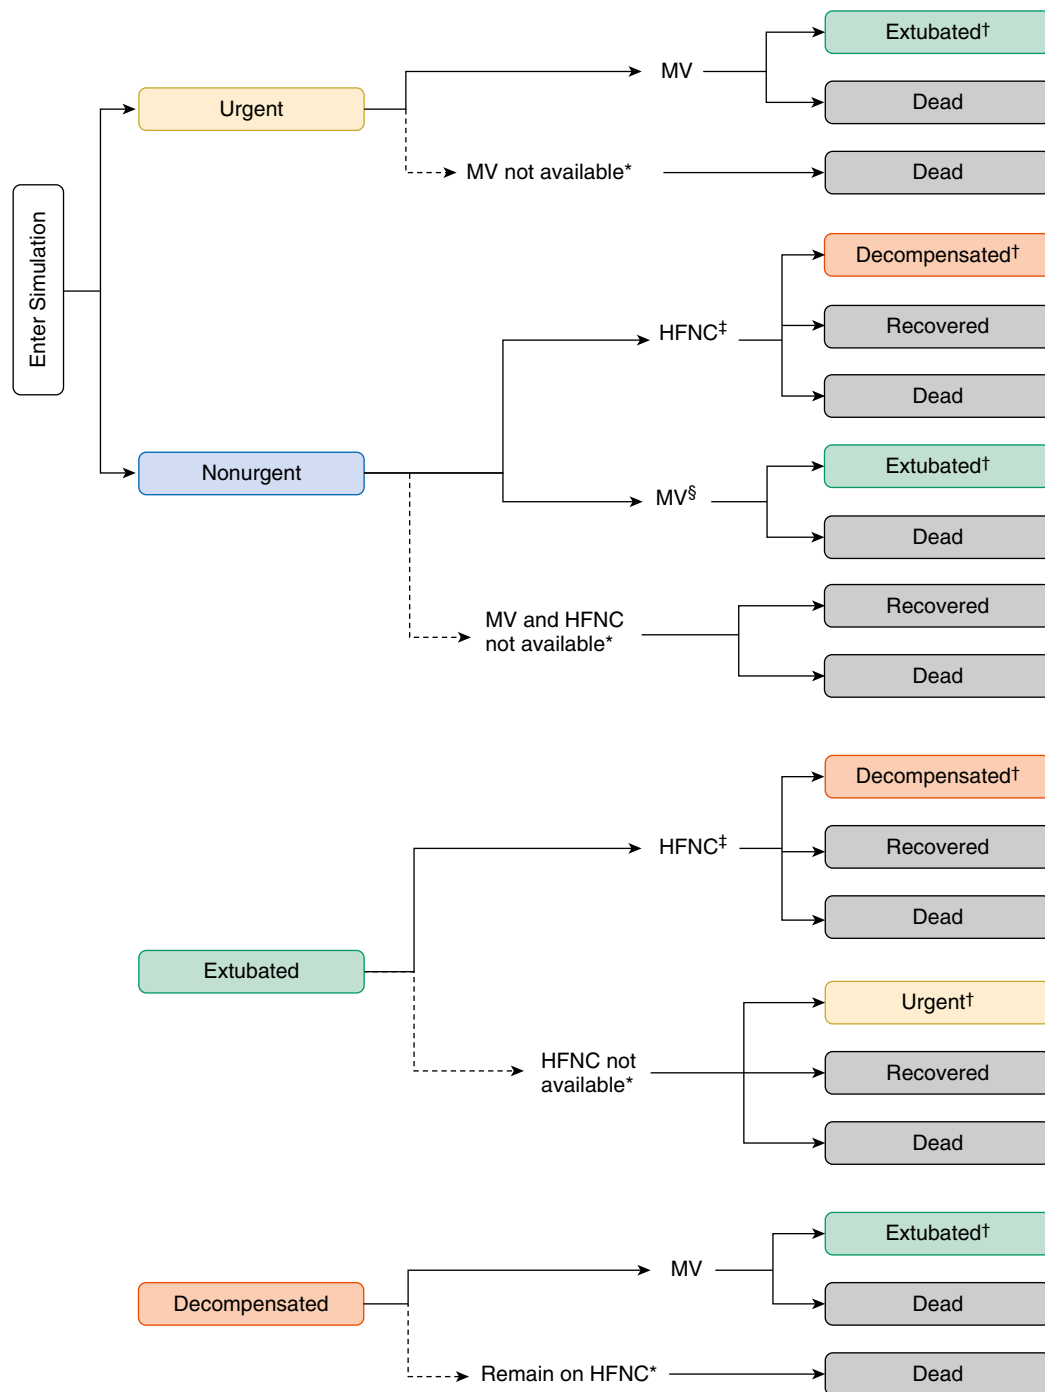 Enter Simulation
Urgent
MV
Extubated†
Dead
MV not available*
Dead
Nonurgent
HFNC‡
Decompensated†
Recovered
Dead
MV§
Extubated†
Dead
MV and HFNC
not available*
Recovered
Dead
Extubated
HFNC‡
Decompensated†
Recovered
Dead
HFNC not
available*
Urgent†
Recovered
Dead
Decompensated
MV
Extubated†
Dead
Remain on HFNC*
Dead